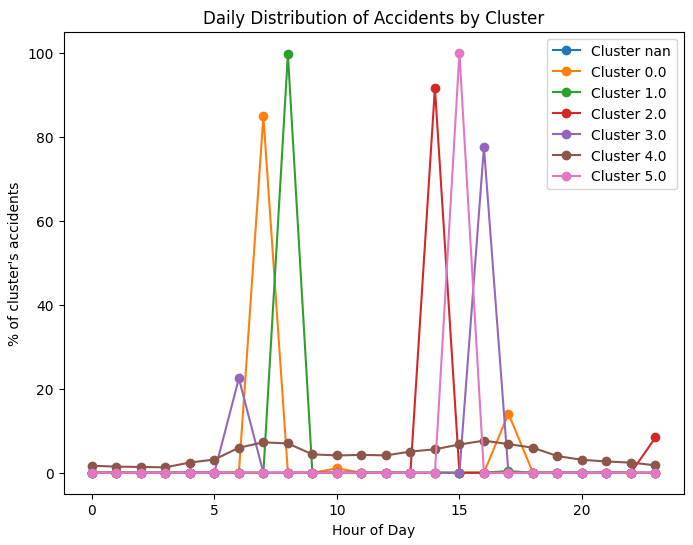 Daily Distribution of Accidents by Cluster
% of cluster's accidents
100
80
60
40
20
0
0
5
10
15
20
Hour of Day
Cluster nan
Cluster 0.0
Cluster 1.0
Cluster 2.0
Cluster 3.0
Cluster 4.0
Cluster 5.0